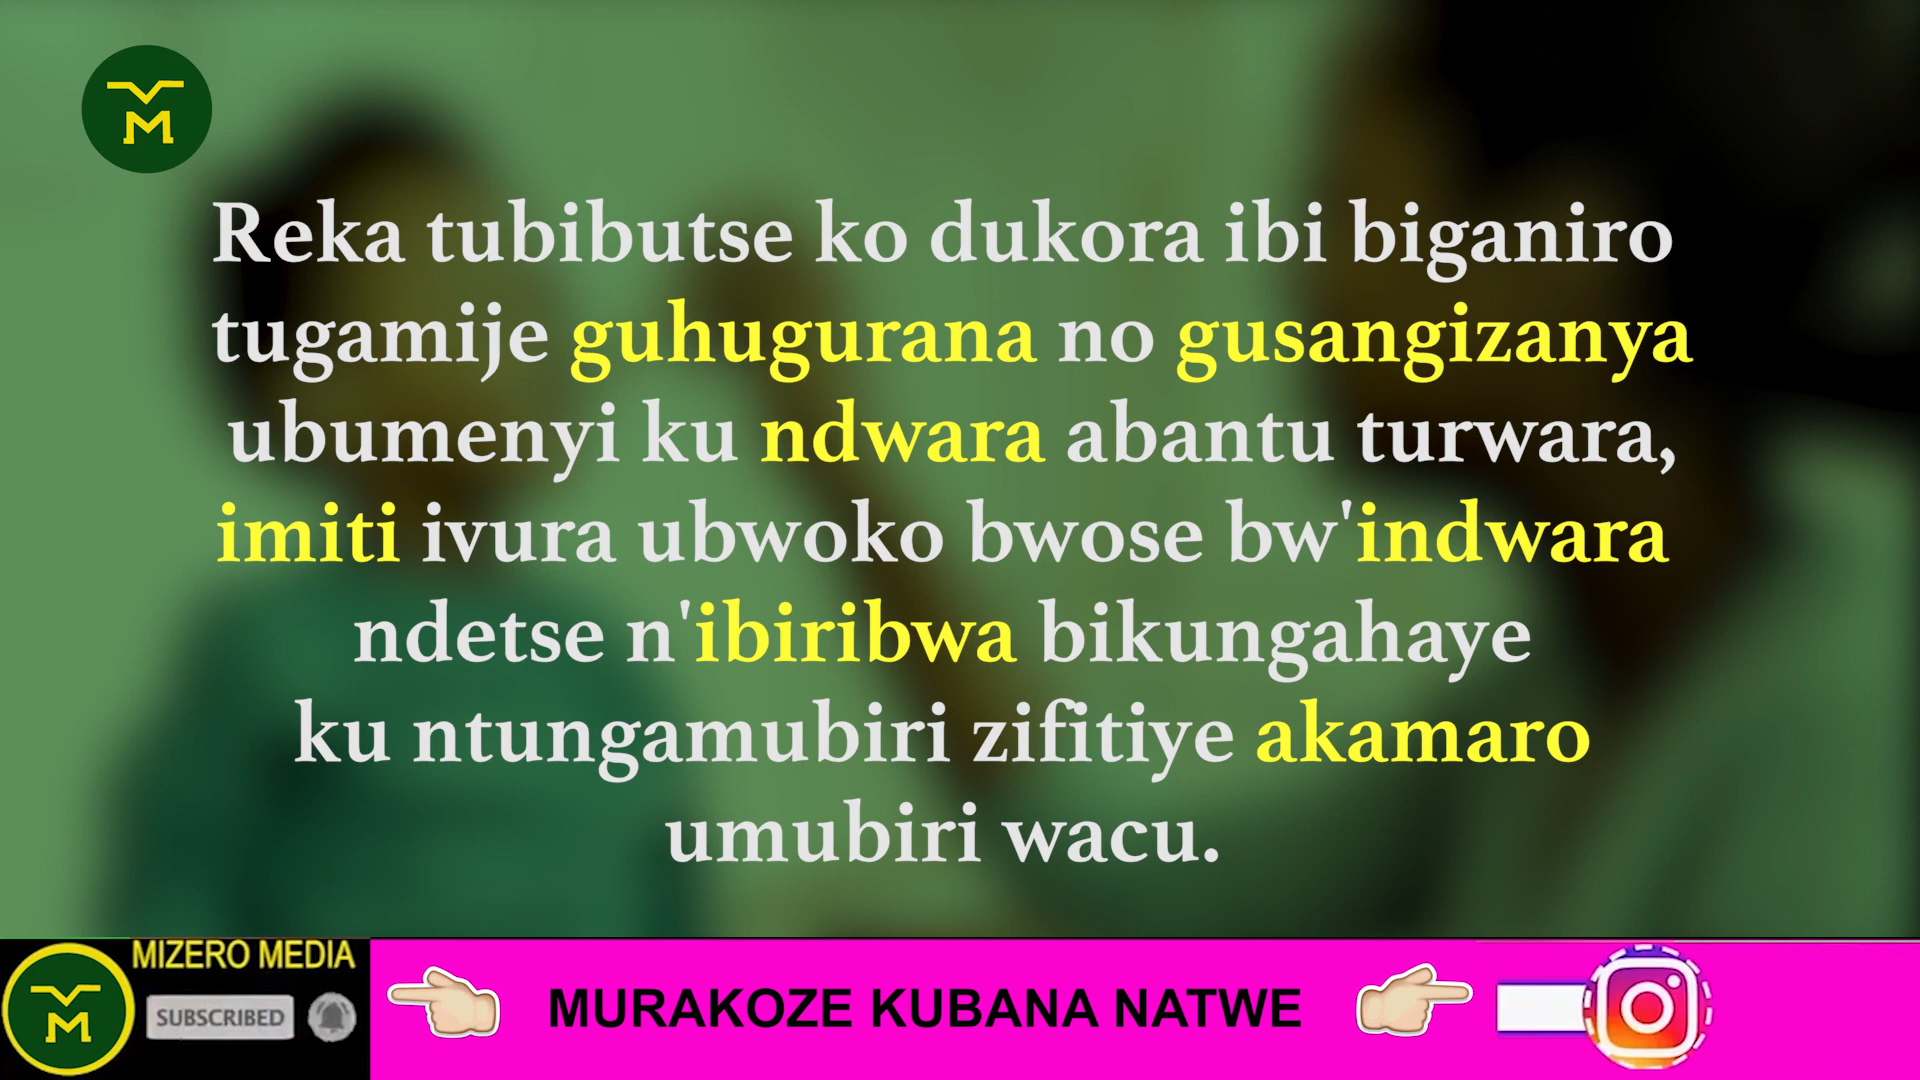 Reka tubibutse ko dukora ibi biganiro
tugamije guhugurana no gusangizanya
ubumenyi ku ndwara abantu turwara,
imiti ivura ubwoko bwose bw'indwara
ndetse n'ibiribwa bikungahaye
ku ntungamubiri zifitiye akamaro
umubiri wacu.
MIZERO MEDIA
SUBSCRIBED
MURAKOZE KUBANA NATWE